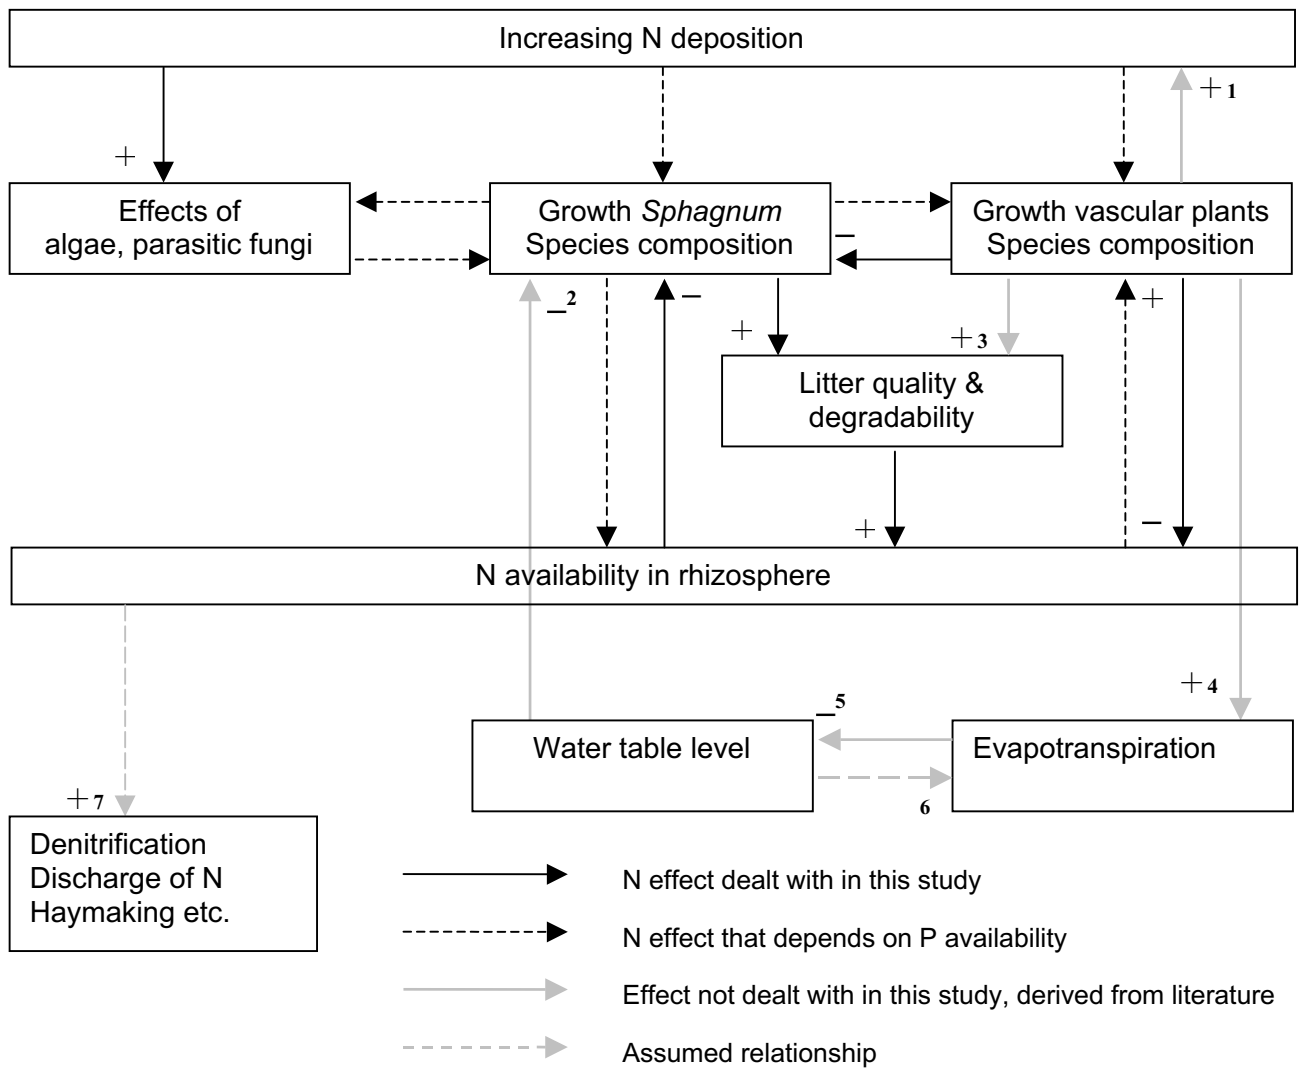 Increasing N deposition
+ 1
+
Effects of
algae, parasitic fungi
Growth Sphagnum
Species composition
–
Growth vascular plants
Species composition
–2
–
+
+ 3
+
Litter quality &
degradability
+
–
N availability in rhizosphere
+ 4
–5
Water table level
Evapotranspiration
6
+ 7
Denitrification
Discharge of N
Haymaking etc.
N effect dealt with in this study
N effect that depends on P availability
Effect not dealt with in this study, derived from literature
Assumed relationship